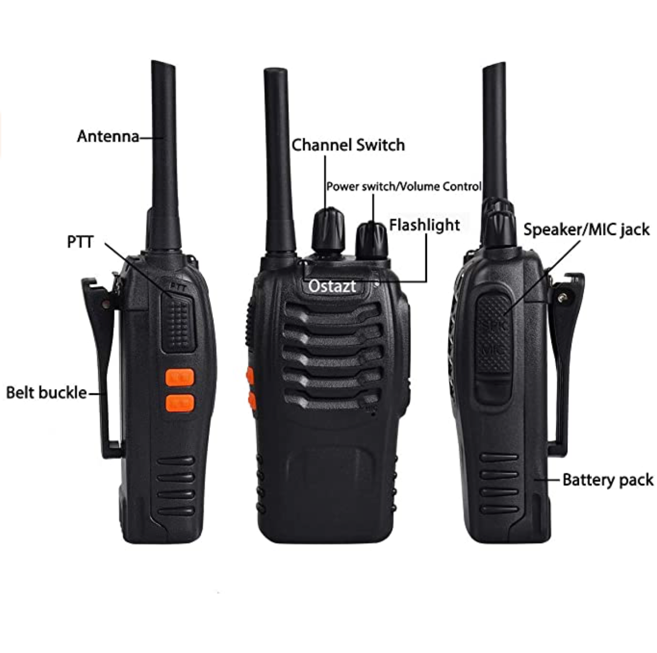 Antenna
Channel Switch
Power switch/Volume Control
Flashlight
PTT
Speaker/MIC jack
PTT
Ostazt
Belt buckle
Battery pack